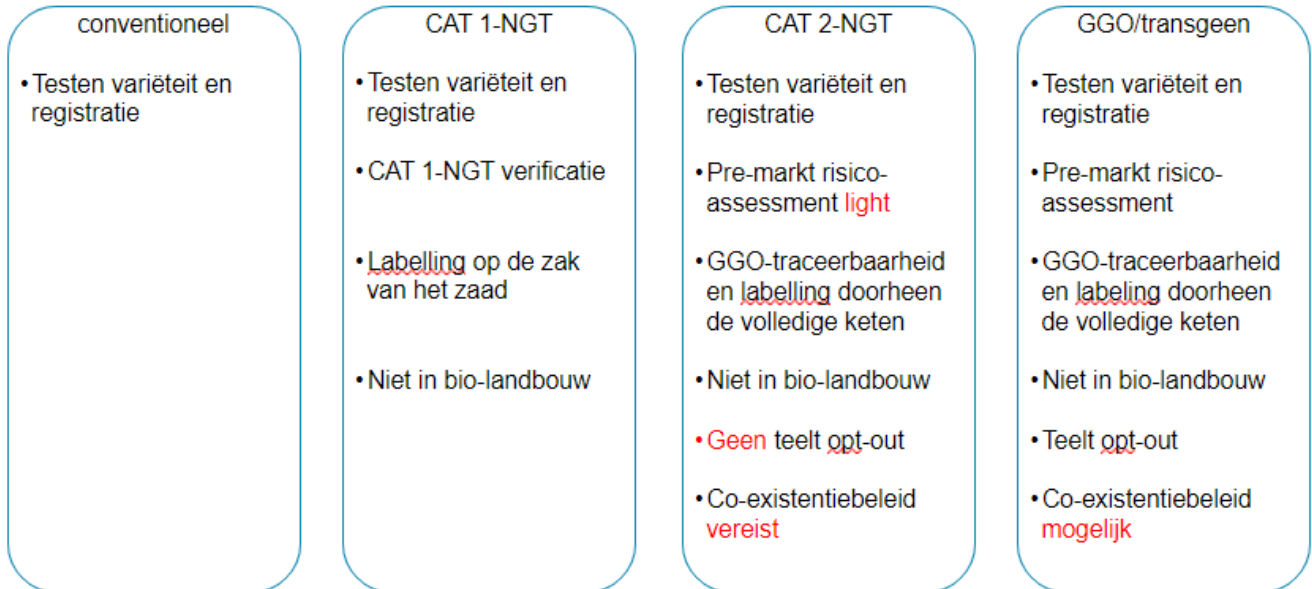 conventioneel
• Testen variëteit en
registratie
CAT 1-NGT
• Testen variëteit en
registratie
• CAT 1-NGT verificatie
• Labelling op de zak
van het zaad
• Niet in bio-landbouw
CAT 2-NGT
• Testen variëteit en
registratie
• Pre-markt risico-
assessment light
• GGO-traceerbaarheid
en labelling doorheen
de volledige keten
• Niet in bio-landbouw
• Geen teelt opt-out
• Co-existentiebeleid
vereist
GGO/transgeen
• Testen variëteit en
registratie
• Pre-markt risico-
assessment
• GGO-traceerbaarheid
en labeling doorheen
de volledige keten
• Niet in bio-landbouw
• Teelt opt-out
• Co-existentiebeleid
mogelijk